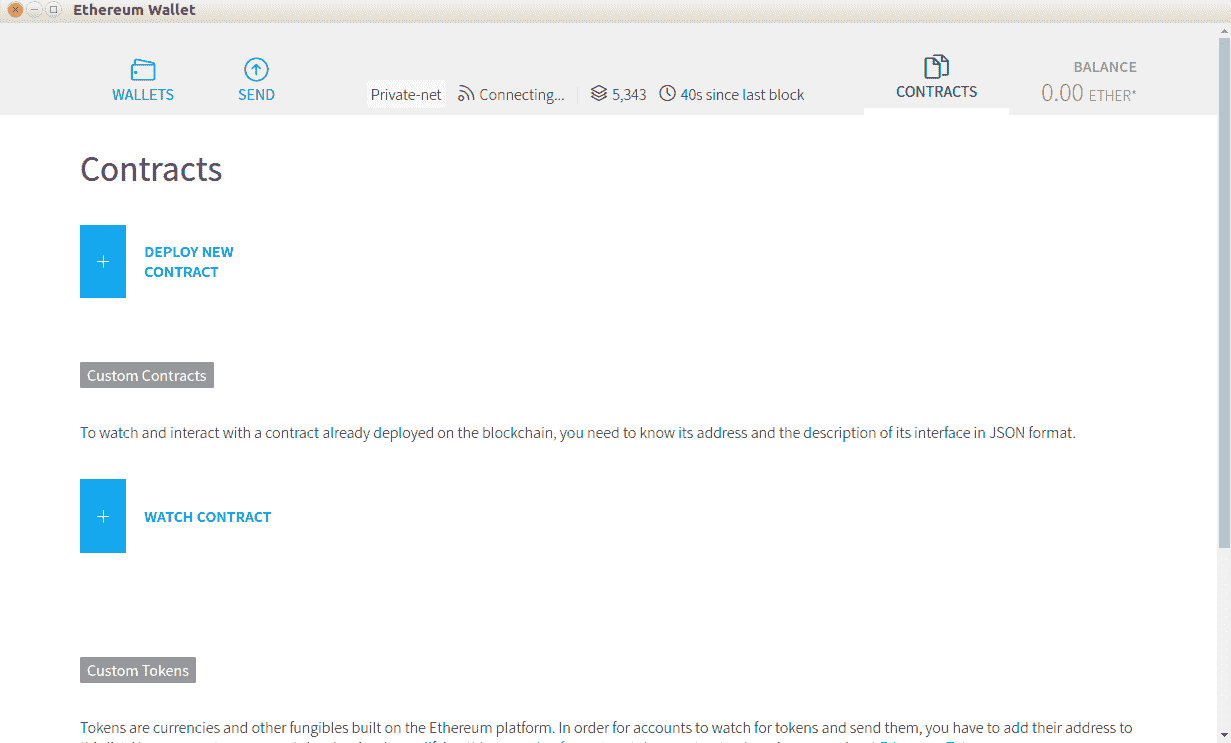 Ethereum Wallet
WALLETS
SEND
Private-net
Connecting...
5,343
40s since last block
CONTRACTS
BALANCE
0.00 ETHER*
Contracts
+
DEPLOY NEW
CONTRACT
Custom Contracts
To watch and interact with a contract already deployed on the blockchain, you need to know its address and the description of its interface in JSON format.
+
WATCH CONTRACT
Custom Tokens
Tokens are currencies and other fungibles built on the Ethereum platform. In order for accounts to watch for tokens and send them, you have to add their address to